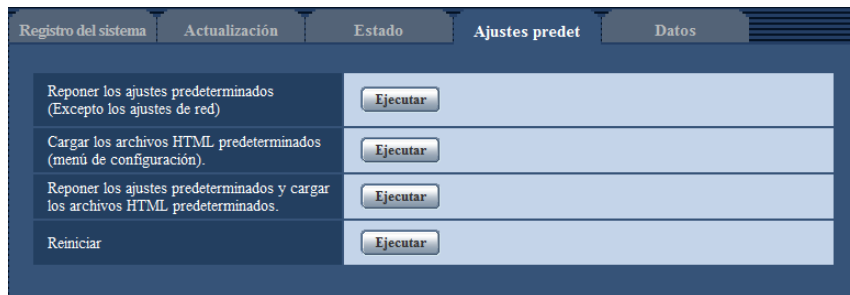 Registro del sistema Actualización Estado Ajustes predet Datos
Reponer los ajustes predeterminados
(Excepto los ajustes de red)
Ejecutar
Cargar los archivos HTML predeterminados
(menú de configuración).
Ejecutar
Reponer los ajustes predeterminados y cargar
los archivos HTML predeterminados.
Ejecutar
Reiniciar
Ejecutar